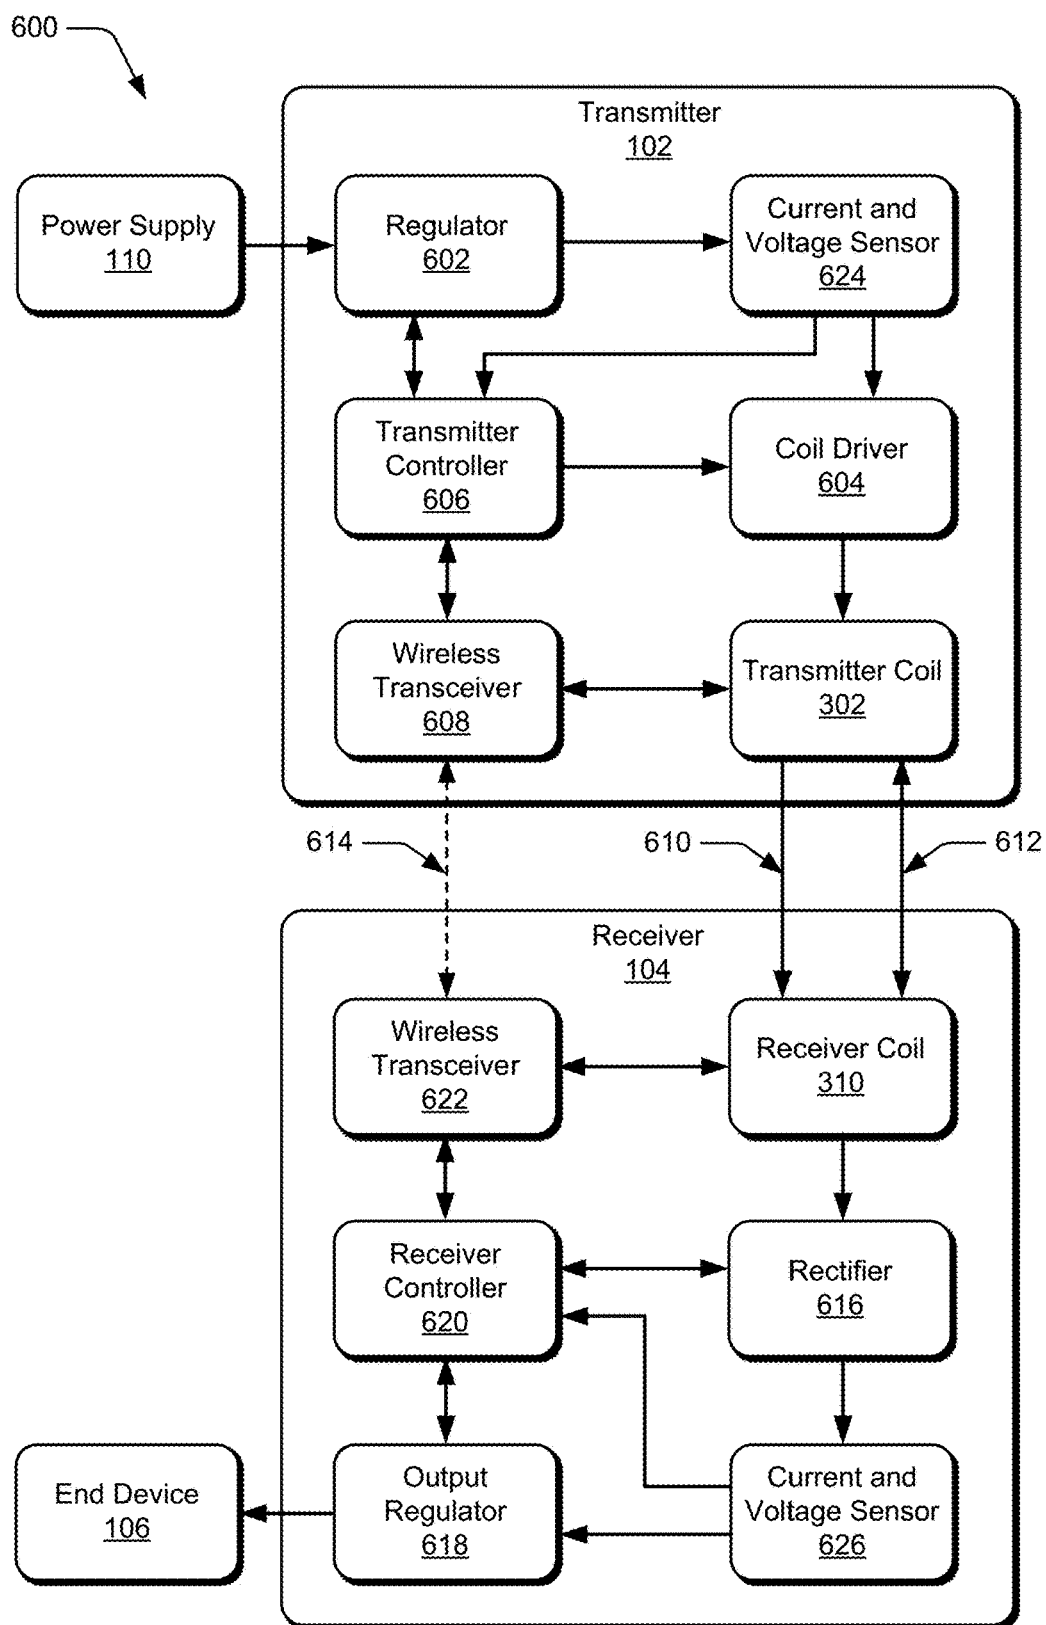 600
Transmitter
102
Power Supply
110
Regulator
602
Current and
Voltage Sensor
624
Transmitter
Controller
606
Coil Driver
604
Wireless
Transceiver
608
Transmitter Coil
302
614
610
612
Receiver
104
Wireless
Transceiver
622
Receiver Coil
310
Receiver
Controller
620
Rectifier
616
End Device
106
Output
Regulator
618
Current and
Voltage Sensor
626